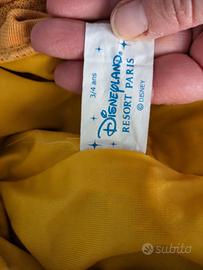 3/4 ans
DISNEYLAND
RESORT PARIS
© DISNEY
subito